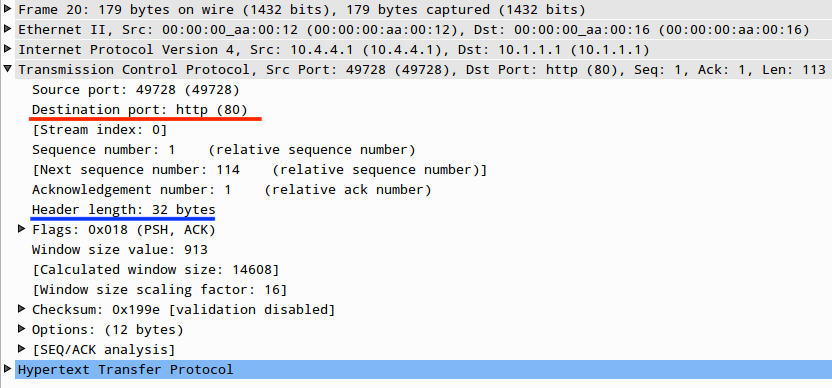 Frame 20: 179 bytes on wire (1432 bits), 179 bytes captured (1432 bits)
Ethernet II, Src: 00:00:00_aa:00:12 (00:00:00:aa:00:12), Dst: 00:00:00_aa:00:16 (00:00:00:aa:00:16)
Internet Protocol Version 4, Src: 10.4.4.1 (10.4.4.1), Dst: 10.1.1.1 (10.1.1.1)
Transmission Control Protocol, Src Port: 49728 (49728), Dst Port: http (80), Seq: 1, Ack: 1, Len: 113
Source port: 49728 (49728)
Destination port: http (80)
[Stream index: 0]
Sequence number: 1    (relative sequence number)
[Next sequence number: 114    (relative sequence number)]
Acknowledgement number: 1    (relative ack number)
Header length: 32 bytes
Flags: 0x018 (PSH, ACK)
Window size value: 913
[Calculated window size: 14608]
[Window size scaling factor: 16]
Checksum: 0x199e [validation disabled]
Options: (12 bytes)
[SEQ/ACK analysis]
Hypertext Transfer Protocol